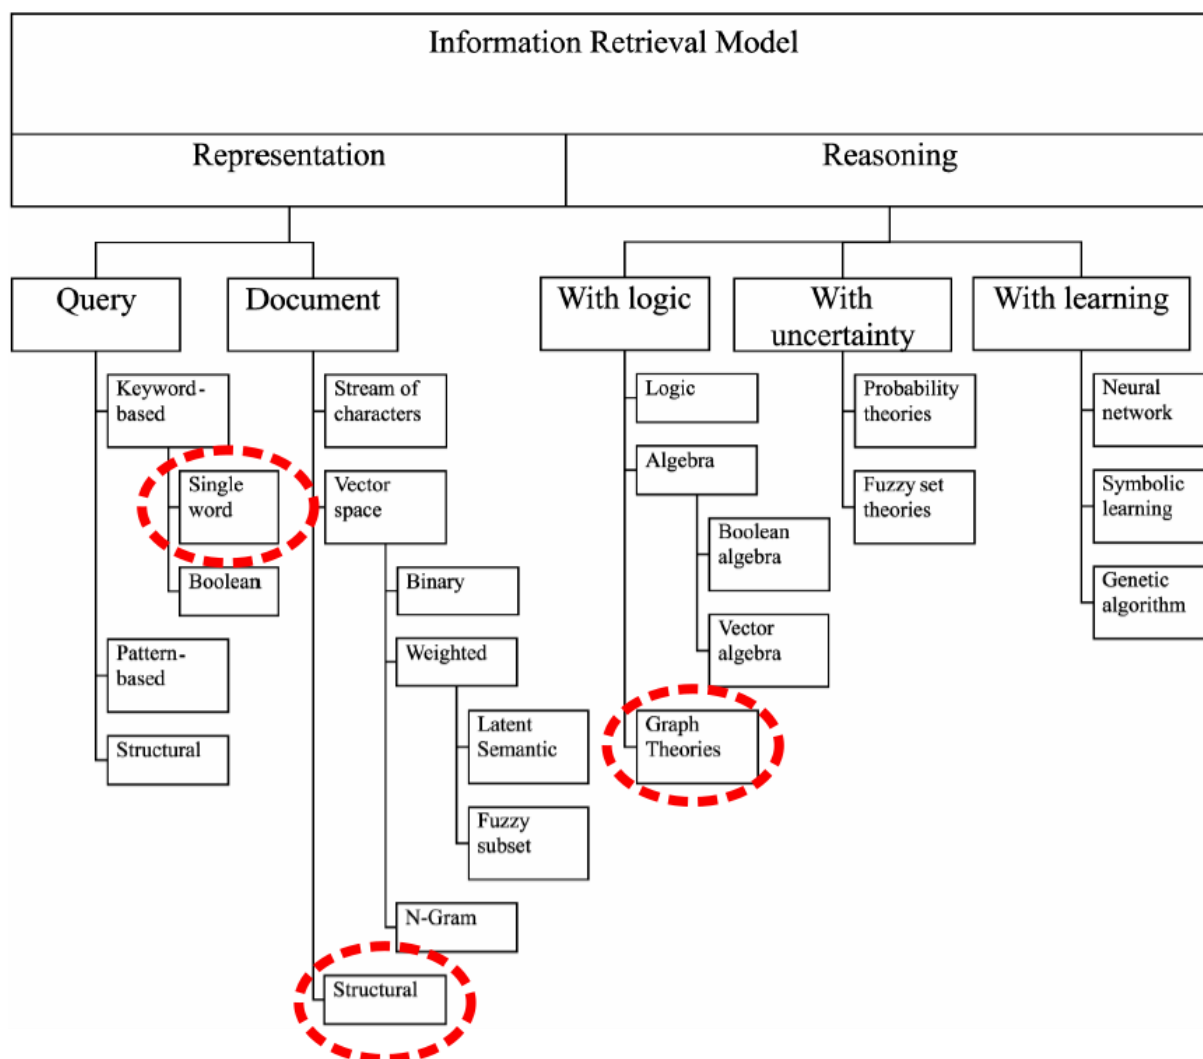 Information Retrieval Model
Representation
Reasoning
Query
Document
With logic
With
uncertainty
With learning
Keyword-
based
Single
word
Boolean
Pattern-
based
Structural
Stream of
characters
Vector
space
Binary
Weighted
Latent
Semantic
Fuzzy
subset
N-Gram
Structural
Logic
Algebra
Boolean
algebra
Vector
algebra
Graph
Theories
Probability
theories
Fuzzy set
theories
Neural
network
Symbolic
learning
Genetic
algorithm